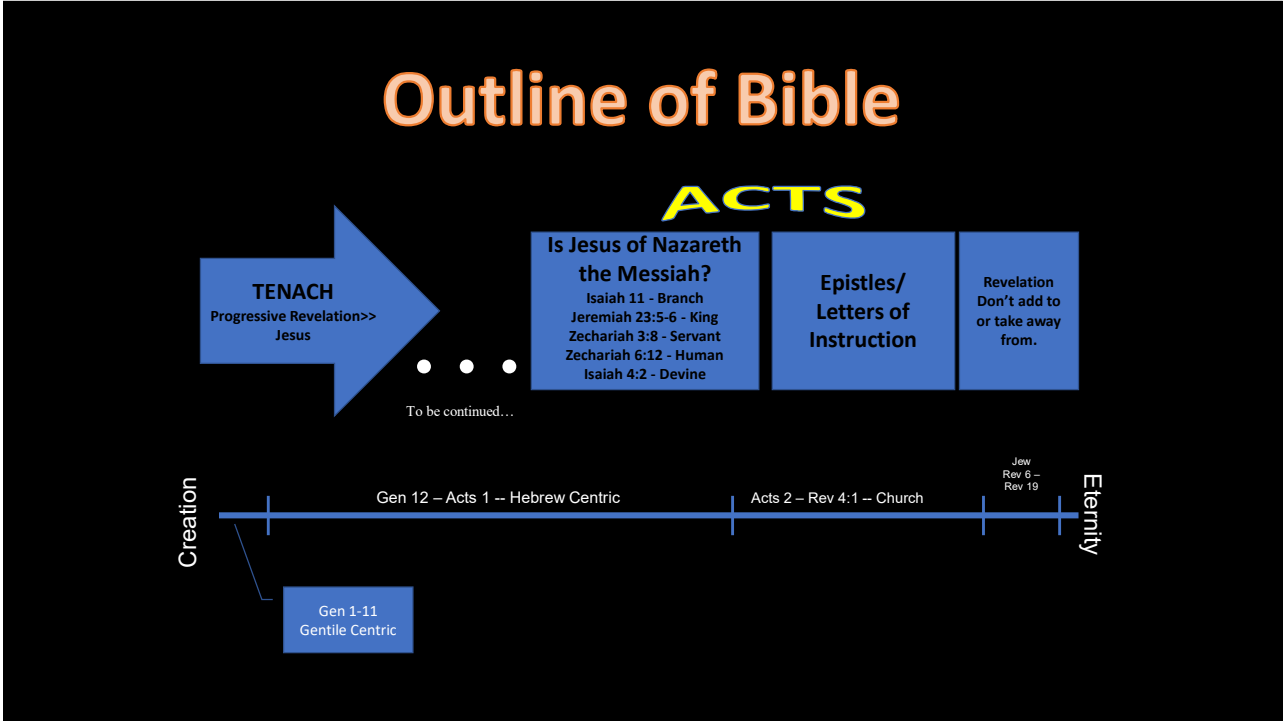 Outline of Bible
ACTS
TENACH
Progressive Revelation>>
Jesus
To be continued…
Is Jesus of Nazareth
the Messiah?
Isaiah 11 - Branch
Jeremiah 23:5-6 - King
Zechariah 3:8 - Servant
Zechariah 6:12 - Human
Isaiah 4:2 - Devine
Epistles/
Letters of
Instruction
Revelation
Don’t add to
or take away
from.
Creation
Gen 12 – Acts 1 -- Hebrew Centric
Acts 2 – Rev 4:1 -- Church
Jew
Rev 6 –
Rev 19
Eternity
Gen 1-11
Gentile Centric